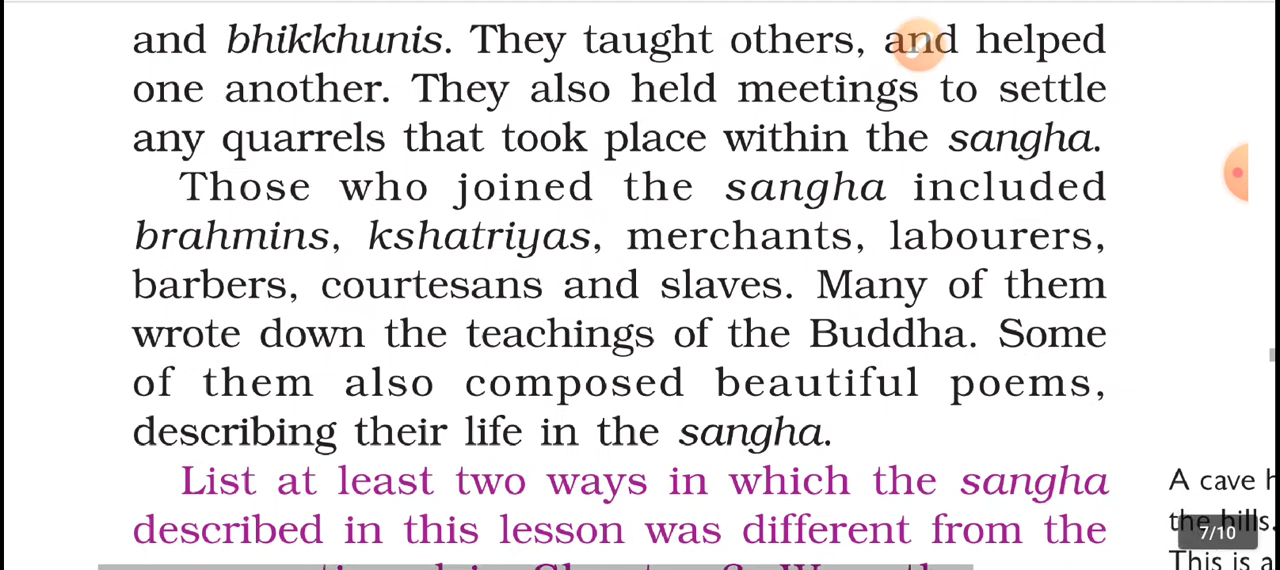 and bhikkhunis. They taught others, and helped
one another. They also held meetings to settle
any quarrels that took place within the sangha.
Those who joined the sangha included
brahmins, kshatriyas, merchants, labourers,
barbers, courtesans and slaves. Many of them
wrote down the teachings of the Buddha. Some
of them also composed beautiful poems,
describing their life in the sangha.
List at least two ways in which the sangha
described in this lesson was different from the
A cave h
the hills.
7/10
This is a